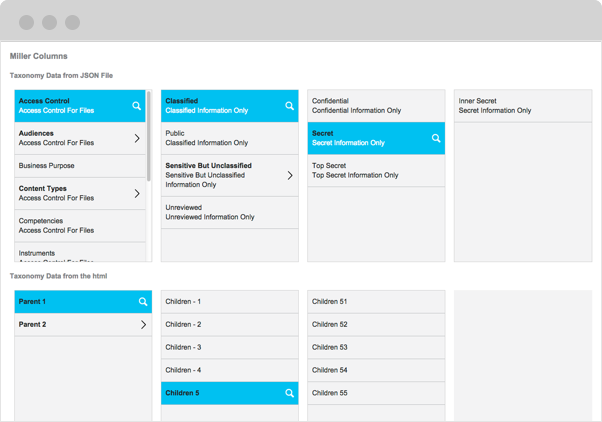 Miller Columns
Taxonomy Data from JSON File
Access Control
Access Control For Files
Audiences
Access Control For Files
Business Purpose
Content Types
Access Control For Files
Competencies
Access Control For Files
Instruments
Access Control For Files
Classified
Classified Information Only
Public
Classified Information Only
Sensitive But Unclassified
Sensitive But Unclassified
Information Only
Unreviewed
Unreviewed Information Only
Confidential
Confidential Information Only
Secret
Secret Information Only
Top Secret
Top Secret Information Only
Inner Secret
Secret Information Only
Taxonomy Data from the html
Parent 1
Parent 2
Children - 1
Children - 2
Children - 3
Children - 4
Children 5
Children 51
Children 52
Children 53
Children 54
Children 55